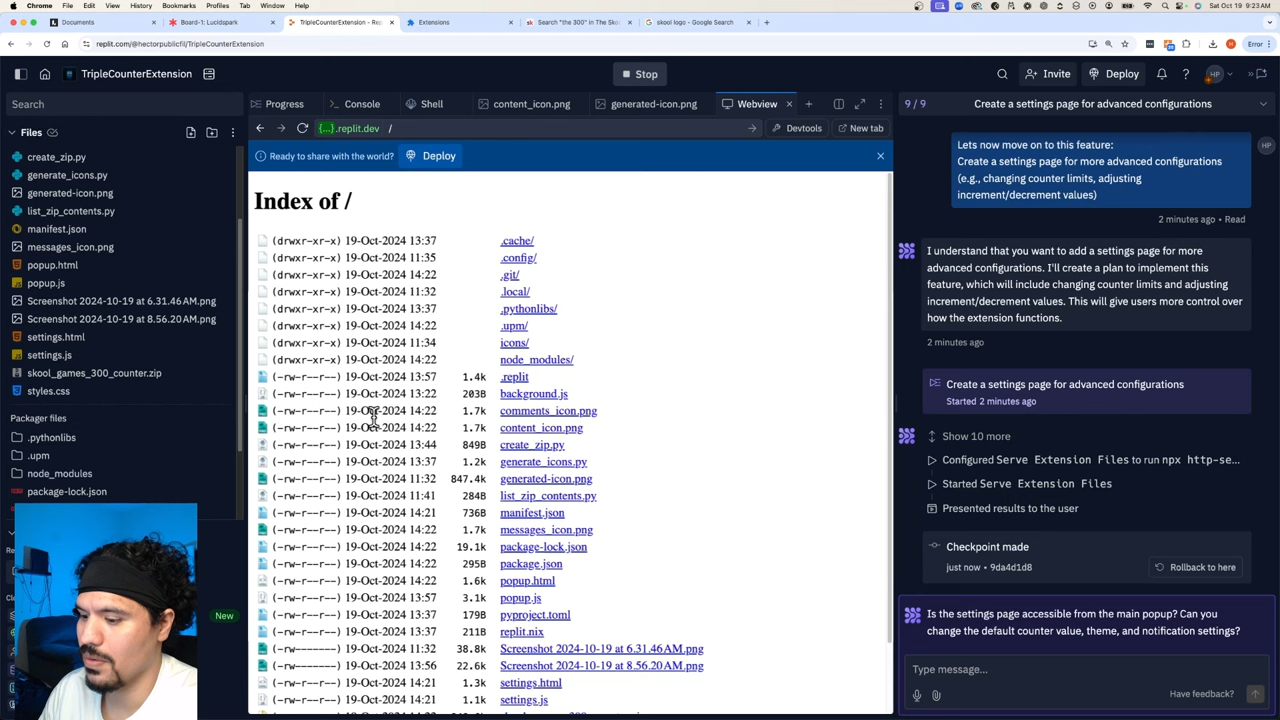 Chrome File Edit View History Bookmarks Profiles Tab Window Help
Sat Oct 19 9:23 AM
Documents
Board-1: Lucidspark
TripleCounterExtension - Re
Extensions
Search "the 300" in The Sko
skool logo - Google Search
replit.com/@hectorpublicfil/TripleCounterExtension
Error
TripleCounterExtension
Stop
Invite
Deploy
HP
Search
Progress
Console
Shell
content_icon.png
generated-icon.png
Webview
9 / 9
Create a settings page for advanced configurations
Files
create_zip.py
generate_icons.py
generated-icon.png
list_zip_contents.py
manifest.json
messages_icon.png
popup.html
popup.js
Screenshot 2024-10-19 at 6.31.46 AM.png
Screenshot 2024-10-19 at 8.56.20 AM.png
settings.html
settings.js
skool_games_300_counter.zip
styles.css
Packager files
.pythonlibs
.upm
node_modules
package-lock.json
New
{...}.replit.dev /
Devtools
New tab
Ready to share with the world?
Deploy
Index of /
(drwxr-xr-x) 19-Oct-2024 13:37 .cache/
(drwxr-xr-x) 19-Oct-2024 11:35 .config/
(drwxr-xr-x) 19-Oct-2024 14:22 .git/
(drwxr-xr-x) 19-Oct-2024 11:32 .local/
(drwxr-xr-x) 19-Oct-2024 13:37 .pythonlibs/
(drwxr-xr-x) 19-Oct-2024 14:22 .upm/
(drwxr-xr-x) 19-Oct-2024 11:34 icons/
(drwxr-xr-x) 19-Oct-2024 14:22 node_modules/
(-rw-r--r--) 19-Oct-2024 13:57 1.4k .replit
(-rw-r--r--) 19-Oct-2024 13:22 203B background.js
(-rw-r--r--) 19-Oct-2024 14:22 1.7k comments_icon.png
(-rw-r--r--) 19-Oct-2024 14:22 1.7k content_icon.png
(-rw-r--r--) 19-Oct-2024 13:44 849B create_zip.py
(-rw-r--r--) 19-Oct-2024 13:37 1.2k generate_icons.py
(-rw-r--r--) 19-Oct-2024 11:32 847.4k generated-icon.png
(-rw-r--r--) 19-Oct-2024 11:41 284B list_zip_contents.py
(-rw-r--r--) 19-Oct-2024 14:21 736B manifest.json
(-rw-r--r--) 19-Oct-2024 14:22 1.7k messages_icon.png
(-rw-r--r--) 19-Oct-2024 14:22 19.1k package-lock.json
(-rw-r--r--) 19-Oct-2024 14:22 295B package.json
(-rw-r--r--) 19-Oct-2024 14:22 1.6k popup.html
(-rw-r--r--) 19-Oct-2024 13:57 3.1k popup.js
(-rw-r--r--) 19-Oct-2024 13:37 179B pyproject.toml
(-rw-r--r--) 19-Oct-2024 13:37 211B replit.nix
(-rw-------) 19-Oct-2024 11:32 38.8k Screenshot 2024-10-19 at 6.31.46 AM.png
(-rw-------) 19-Oct-2024 13:56 22.6k Screenshot 2024-10-19 at 8.56.20 AM.png
(-rw-r--r--) 19-Oct-2024 14:21 1.3k settings.html
(-rw-r--r--) 19-Oct-2024 14:21 1.1k settings.js
Lets now move on to this feature:
Create a settings page for more advanced configurations
(e.g., changing counter limits, adjusting
increment/decrement values)
HP
2 minutes ago • Read
I understand that you want to add a settings page for more
advanced configurations. I'll create a plan to implement this
feature, which will include changing counter limits and adjusting
increment/decrement values. This will give users more control over
how the extension functions.
2 minutes ago
Create a settings page for advanced configurations
Started 2 minutes ago
Show 10 more
Configured Serve Extension Files to run npx http-se...
Started Serve Extension Files
Presented results to the user
Checkpoint made
just now • 9da4d1d8
Rollback to here
Is the settings page accessible from the main popup? Can you
change the default counter value, theme, and notification settings?
Type message...
Have feedback?